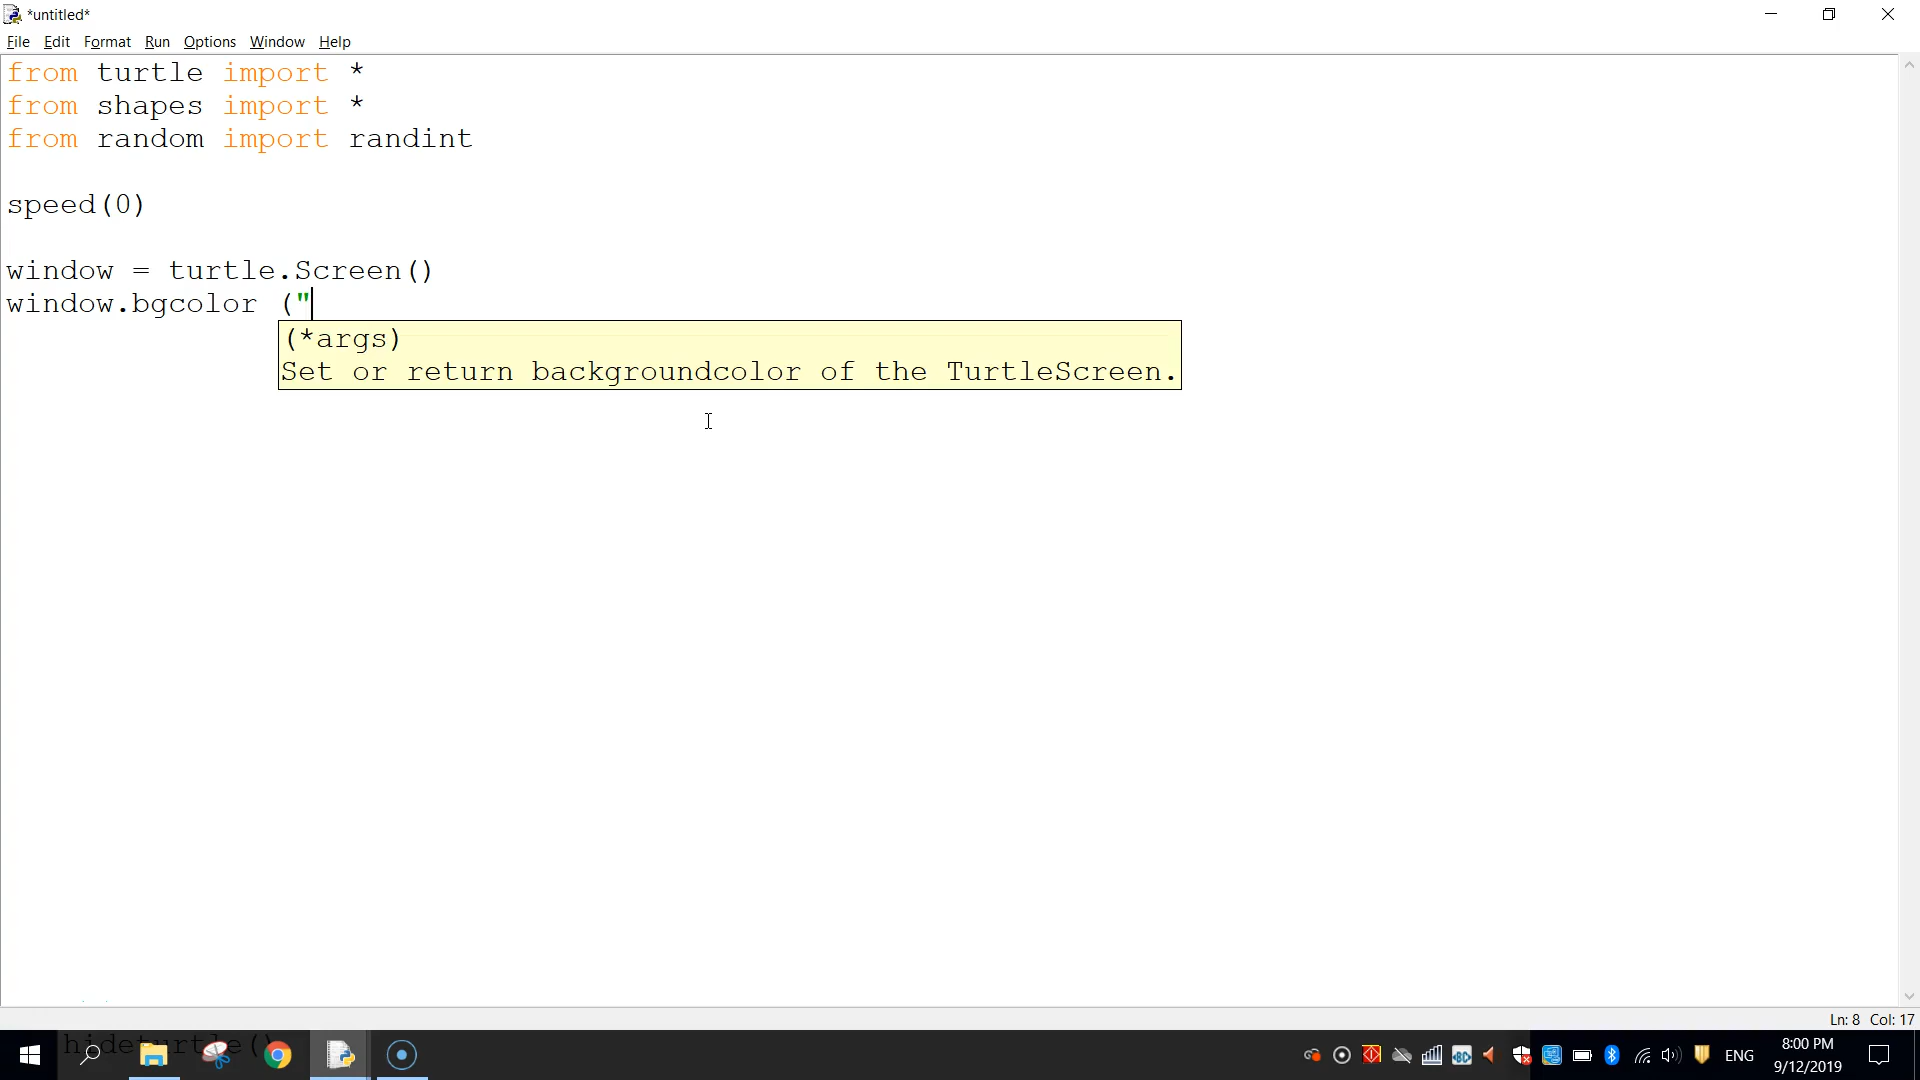 *untitled*
File Edit Format Run Options Window Help
from turtle import *
from shapes import *
from random import randint
speed(0)
window = turtle.Screen()
window.bgcolor ("
(*args)
Set or return backgroundcolor of the TurtleScreen.
Ln: 8 Col: 17
hideturtle()
ENG
8:00 PM
9/12/2019